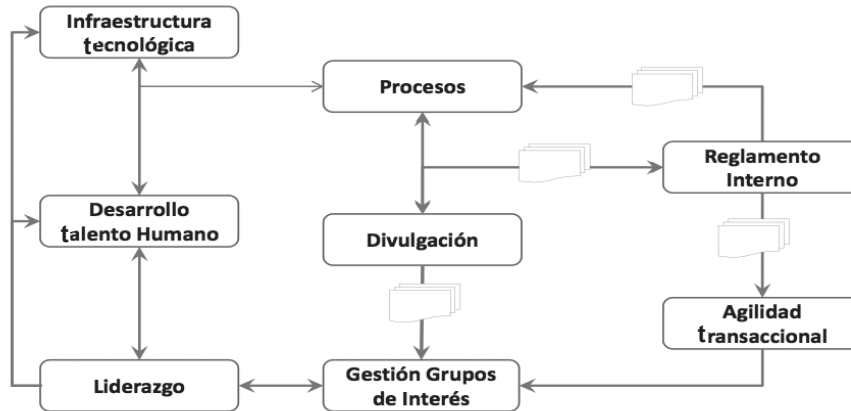 Infraestructura
tecnológica
Procesos
Reglamento
Interno
Desarrollo
talento Humano
Divulgación
Agilidad
transaccional
Liderazgo
Gestión Grupos
de Interés